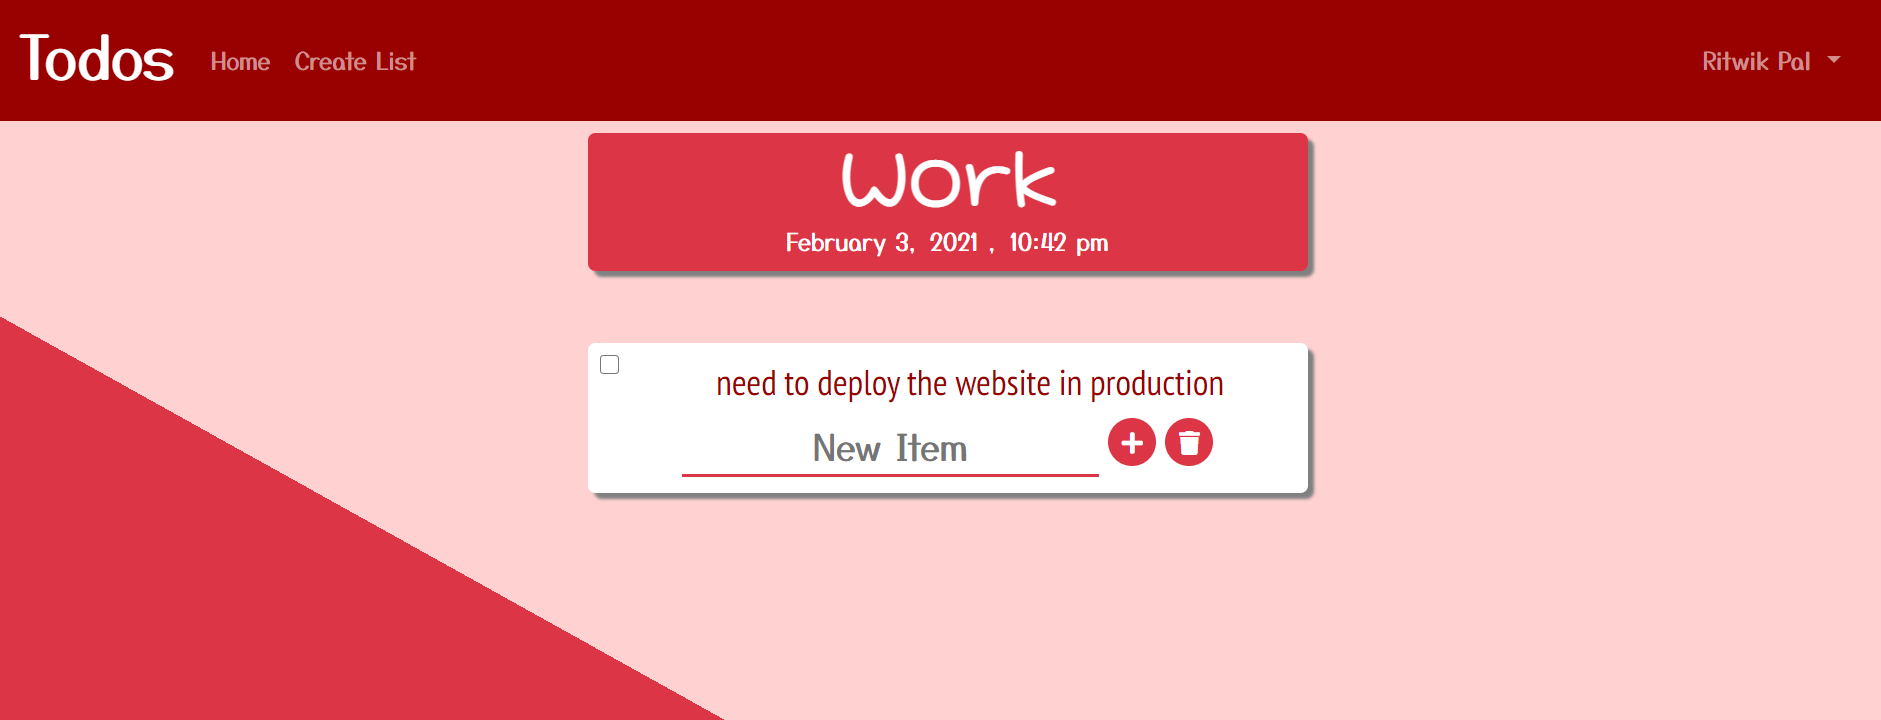 Todos Home Create List Ritwik Pal
Work
February 3, 2021 , 10:42 pm
need to deploy the website in production
New Item